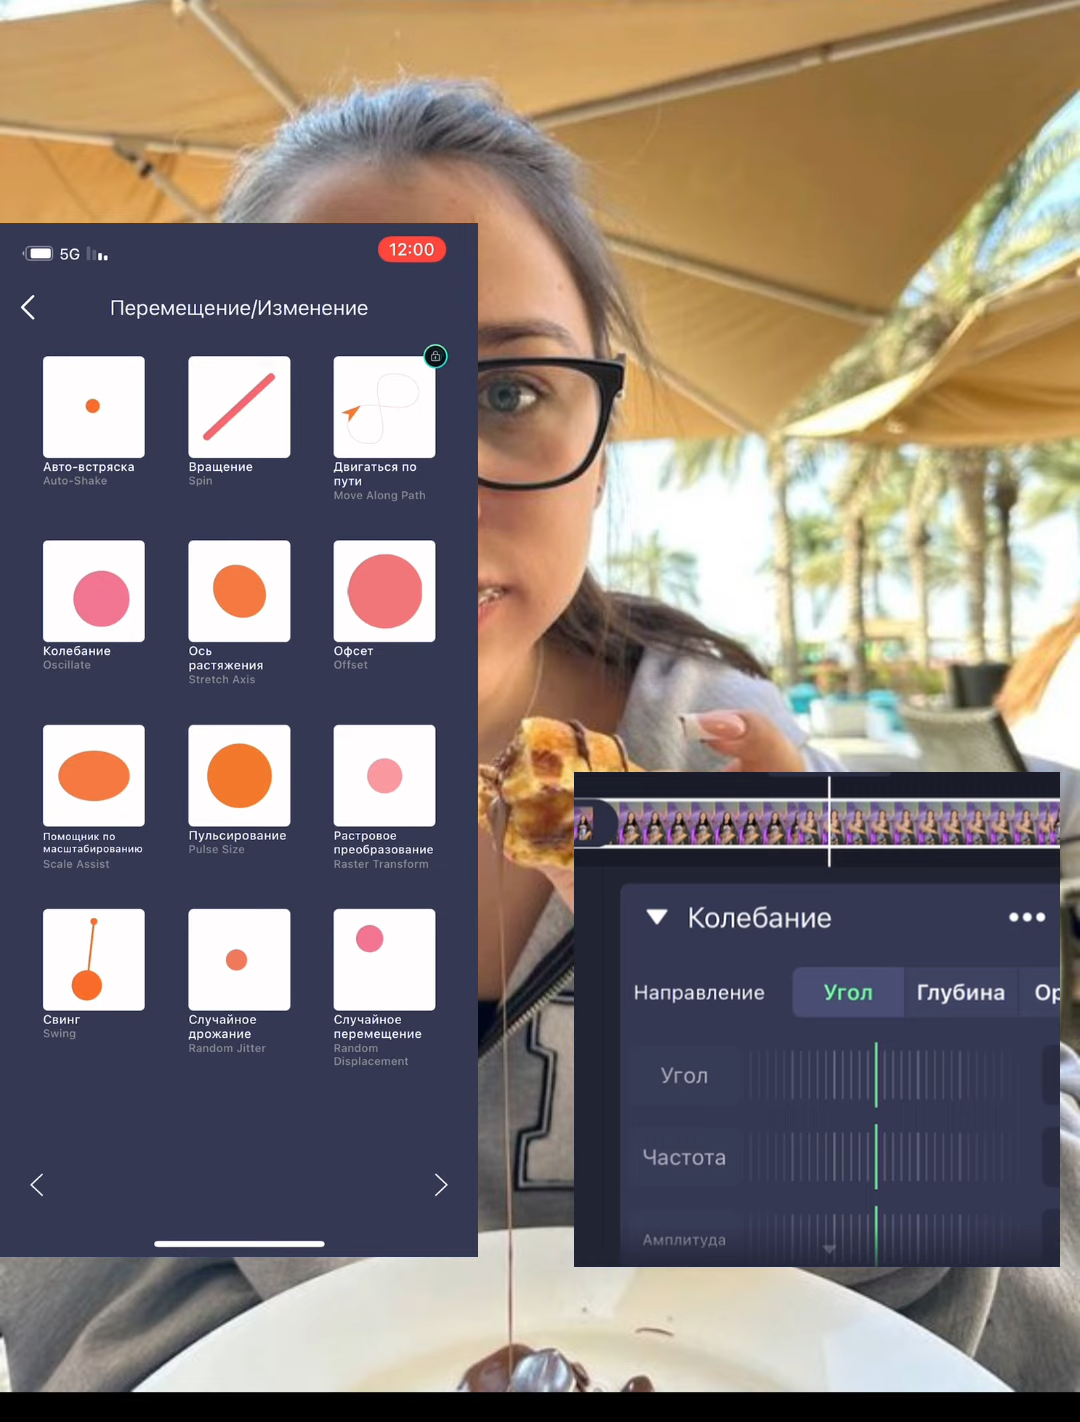 5G
12:00
Перемещение/Изменение
Авто-встряска
Auto-Shake
Вращение
Spin
Двигаться по
пути
Move Along Path
Колебание
Oscillate
Ось
растяжения
Stretch Axis
Офсет
Offset
Помощник по
масштабированию
Scale Assist
Пульсирование
Pulse Size
Растровое
преобразование
Raster Transform
Свинг
Swing
Случайное
дрожание
Random Jitter
Случайное
перемещение
Random
Displacement
Колебание
Направление
Угол
Глубина
Ор
Угол
Частота
Амплитуда